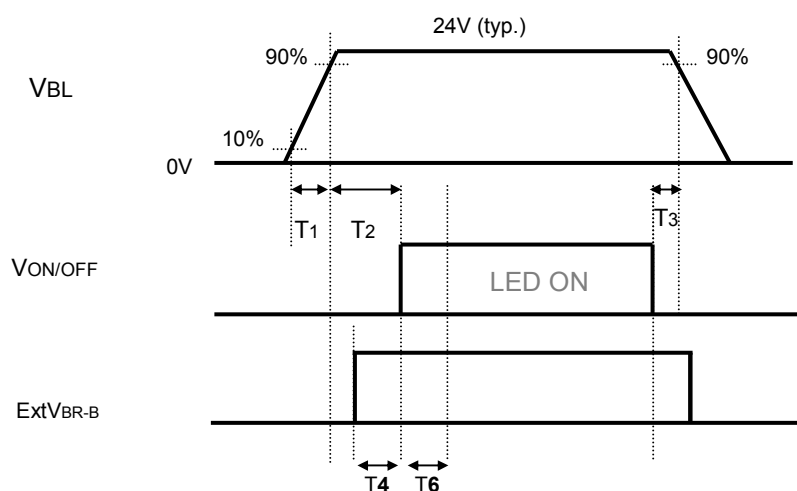 24V (typ.)
90%
90%
VBL
10%
0V
T1
T2
T3
VON/OFF
LED ON
ExtVBR-B
T4
T6